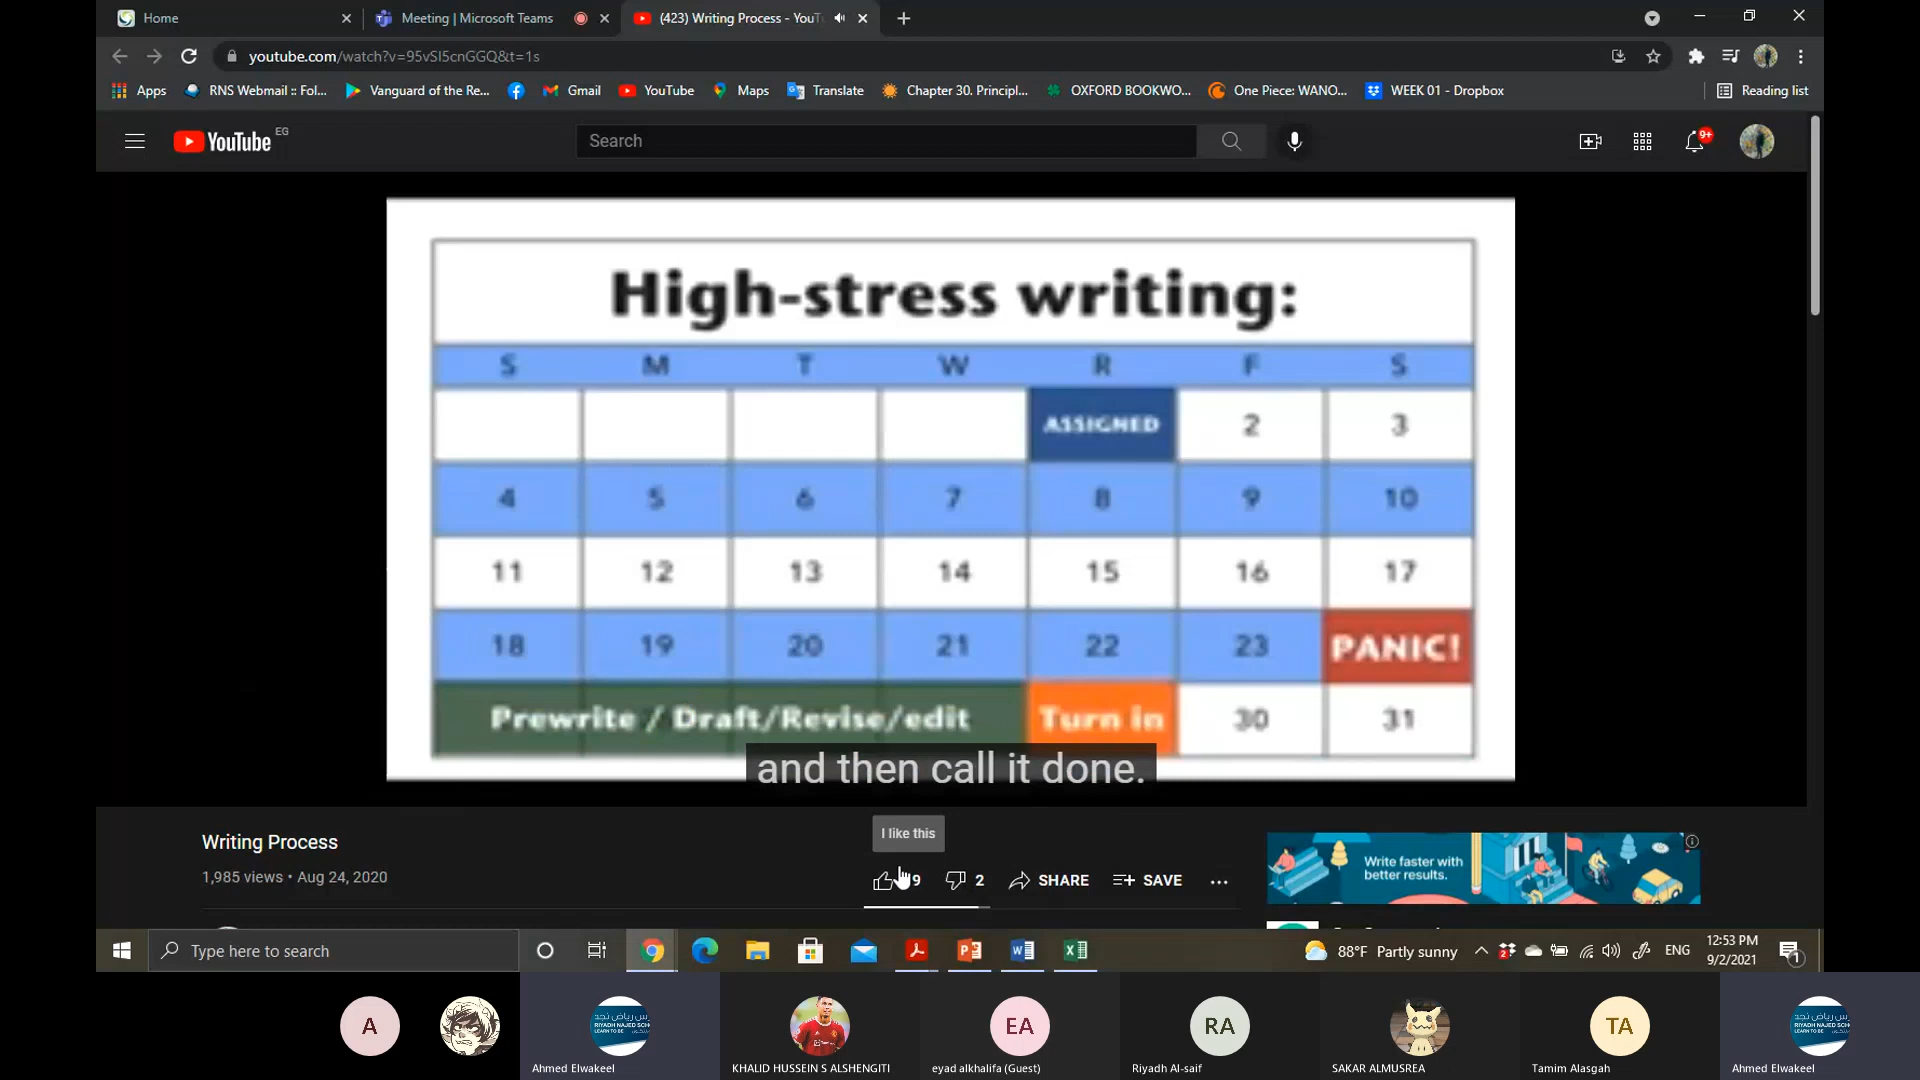 Home
Meeting | Microsoft Teams
(423) Writing Process - YouT
youtube.com/watch?v=95vSI5cnGGQ&t=1s
Apps RNS Webmail :: Fol... Vanguard of the Re... Gmail YouTube Maps Translate Chapter 30. Principl... OXFORD BOOKWO... One Piece: WANO... WEEK 01 - Dropbox Reading list
YouTube EG
Search
9+
High-stress writing:
S M T W R F S
ASSIGNED 2 3
4 5 6 7 8 9 10
11 12 13 14 15 16 17
18 19 20 21 22 23 PANIC!
Prewrite / Draft/Revise/edit Turn in 30 31
and then call it done.
Writing Process
I like this
1,985 views • Aug 24, 2020
9 2 SHARE SAVE
Write faster with
better results.
Type here to search
88°F Partly sunny
ENG
12:53 PM
9/2/2021
1
A
EA
RA
TA
RIYADH NAJED SCH
LEARN TO BE
Ahmed Elwakeel
KHALID HUSSEIN S ALSHENGITI
eyad alkhalifa (Guest)
Riyadh Al-saif
SAKAR ALMUSREA
Tamim Alasgah
Ahmed Elwakeel